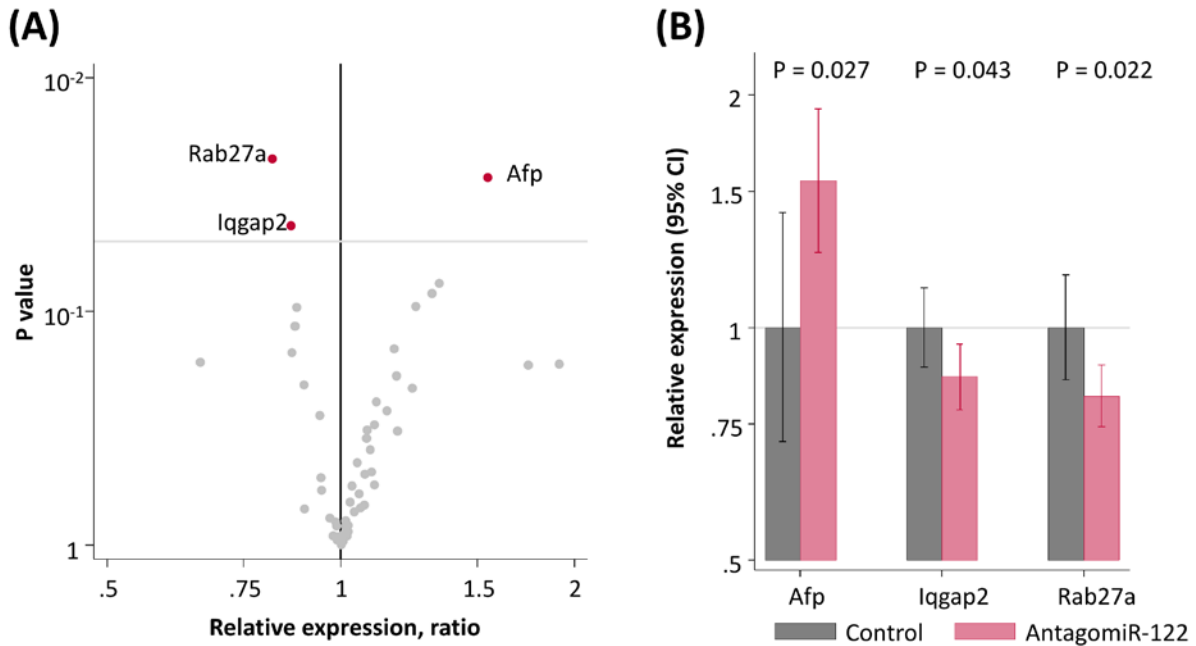 (A)
10-2
Rab27a
Afp
Iqgap2
P value
10-1
1
.5
.75
1
1.5
2
Relative expression, ratio
(B)
P = 0.027
P = 0.043
P = 0.022
2
1.5
1
.75
.5
Relative expression (95% CI)
Afp
Iqgap2
Rab27a
Control
AntagomiR-122